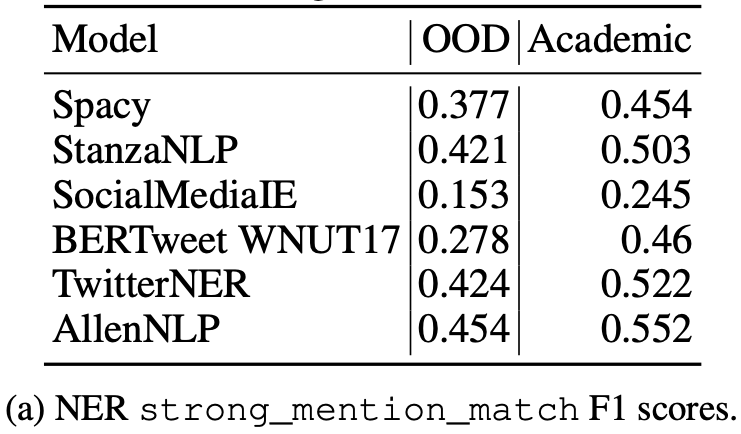 Model OOD Academic
Spacy 0.377 0.454
StanzaNLP 0.421 0.503
SocialMediaIE 0.153 0.245
BERTweet WNUT17 0.278 0.46
TwitterNER 0.424 0.522
AllenNLP 0.454 0.552
(a) NER strong_mention_match F1 scores.